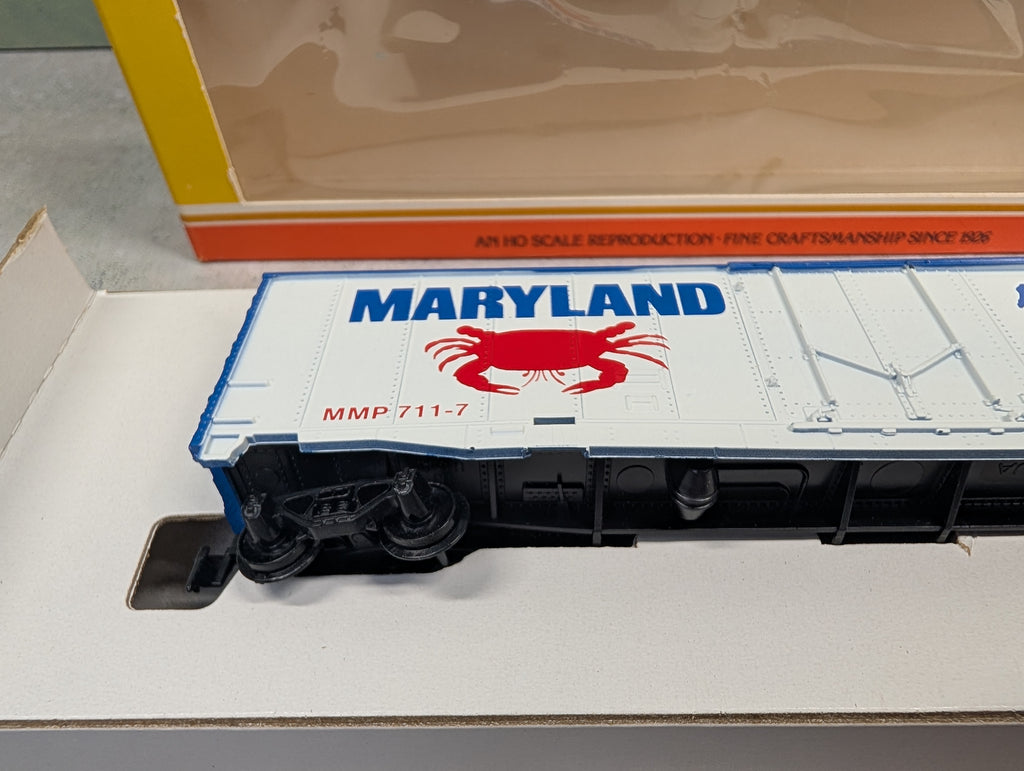 AN HO SCALE REPRODUCTION · FINE CRAFTSMANSHIP SINCE 1926
MARYLAND
MMP 711-7